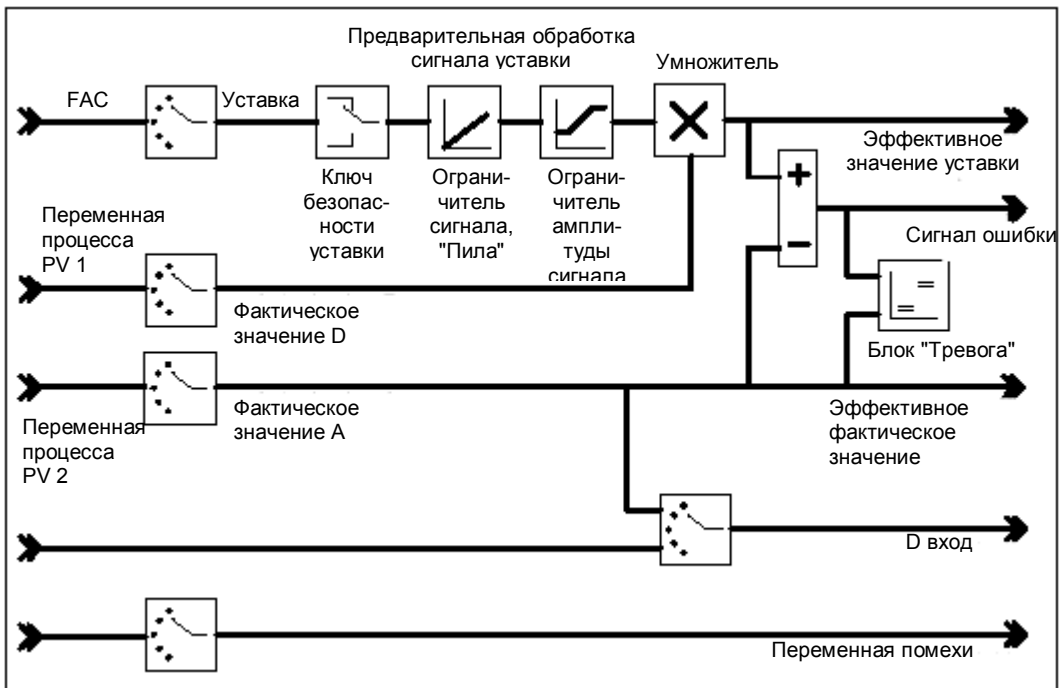 Предварительная обработка
сигнала уставки
Умножитель
FAC
Уставка
Эффективное
значение уставки
Ключ
безопас-
ности
уставки
Ограни-
читель
сигнала,
"Пила"
Ограни-
читель
ампли-
туды
сигнала
Переменная
процесса
PV 1
Сигнал ошибки
Фактическое
значение D
Блок "Тревога"
Фактическое
значение A
Переменная
процесса
PV 2
Эффективное
фактическое
значение
D вход
Переменная помехи